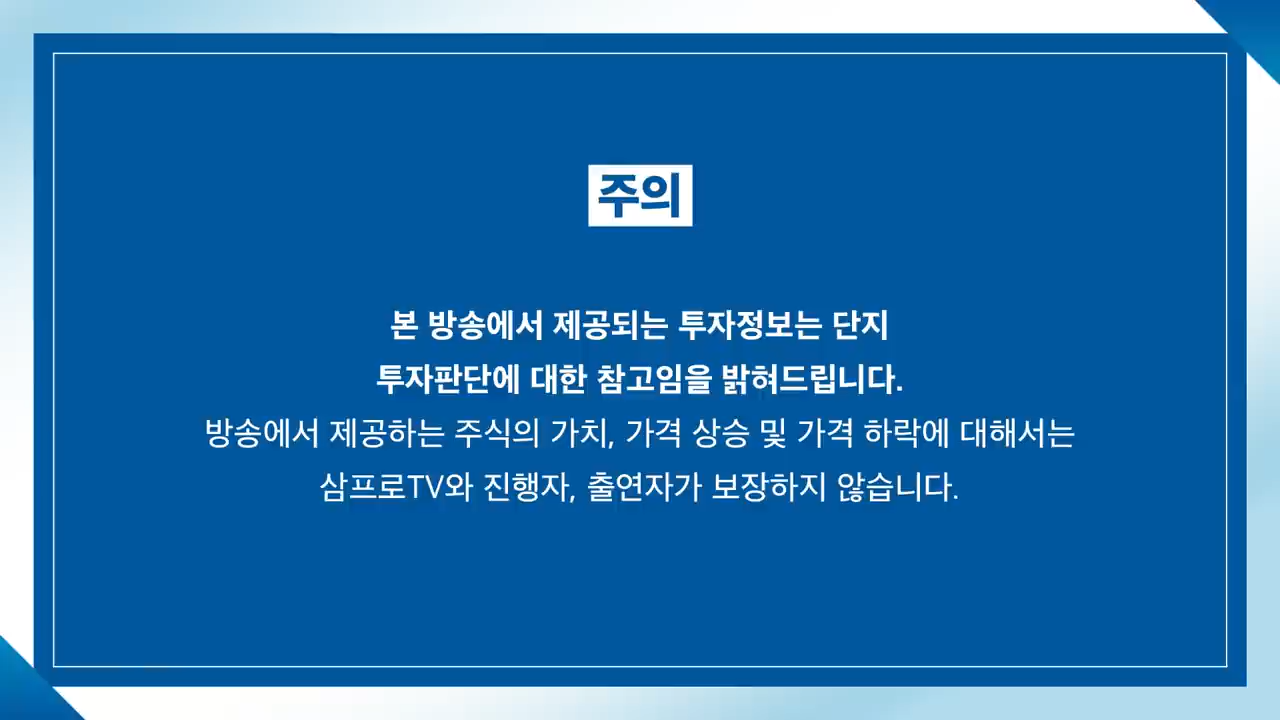 주의
본 방송에서 제공되는 투자정보는 단지
투자판단에 대한 참고임을 밝혀드립니다.
방송에서 제공하는 주식의 가치, 가격 상승 및 가격 하락에 대해서는
삼프로TV와 진행자, 출연자가 보장하지 않습니다.